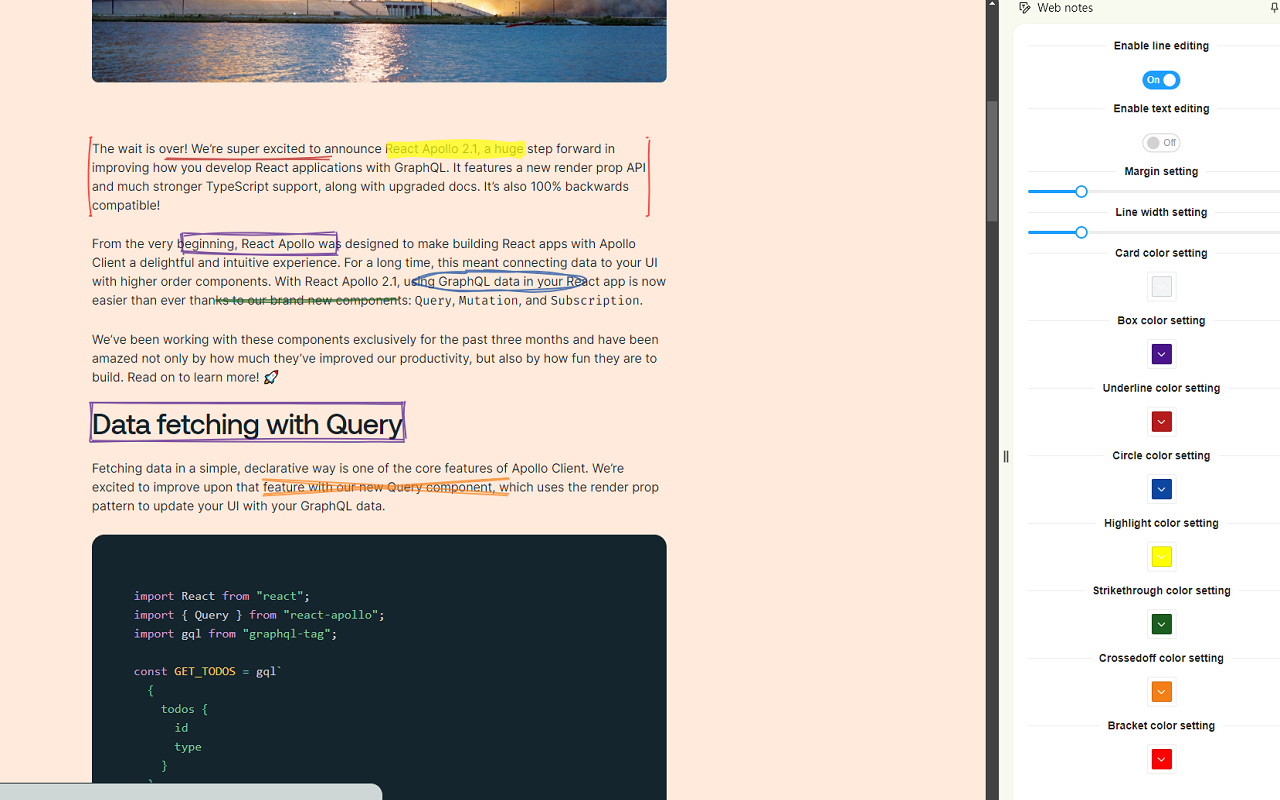 The wait is over! We're super excited to announce React Apollo 2.1, a huge step forward in
improving how you develop React applications with GraphQL. It features a new render prop API
and much stronger TypeScript support, along with upgraded docs. It's also 100% backwards
compatible!
From the very beginning, React Apollo was designed to make building React apps with Apollo
Client a delightful and intuitive experience. For a long time, this meant connecting data to your UI
with higher order components. With React Apollo 2.1, using GraphQL data in your React app is now
easier than ever thanks to our brand new components: Query, Mutation, and Subscription.
We've been working with these components exclusively for the past three months and have been
amazed not only by how much they've improved our productivity, but also by how fun they are to
build. Read on to learn more! 🚀
Data fetching with Query
Fetching data in a simple, declarative way is one of the core features of Apollo Client. We're
excited to improve upon that feature with our new Query component, which uses the render prop
pattern to update your UI with your GraphQL data.
import React from "react";
import { Query } from "react-apollo";
import gql from "graphql-tag";
const GET_TODOS = gql`
{
todos {
id
type
}
}
Web notes
Enable line editing
On
Enable text editing
Off
Margin setting
Line width setting
Card color setting
Box color setting
Underline color setting
Circle color setting
Highlight color setting
Strikethrough color setting
Crossedoff color setting
Bracket color setting